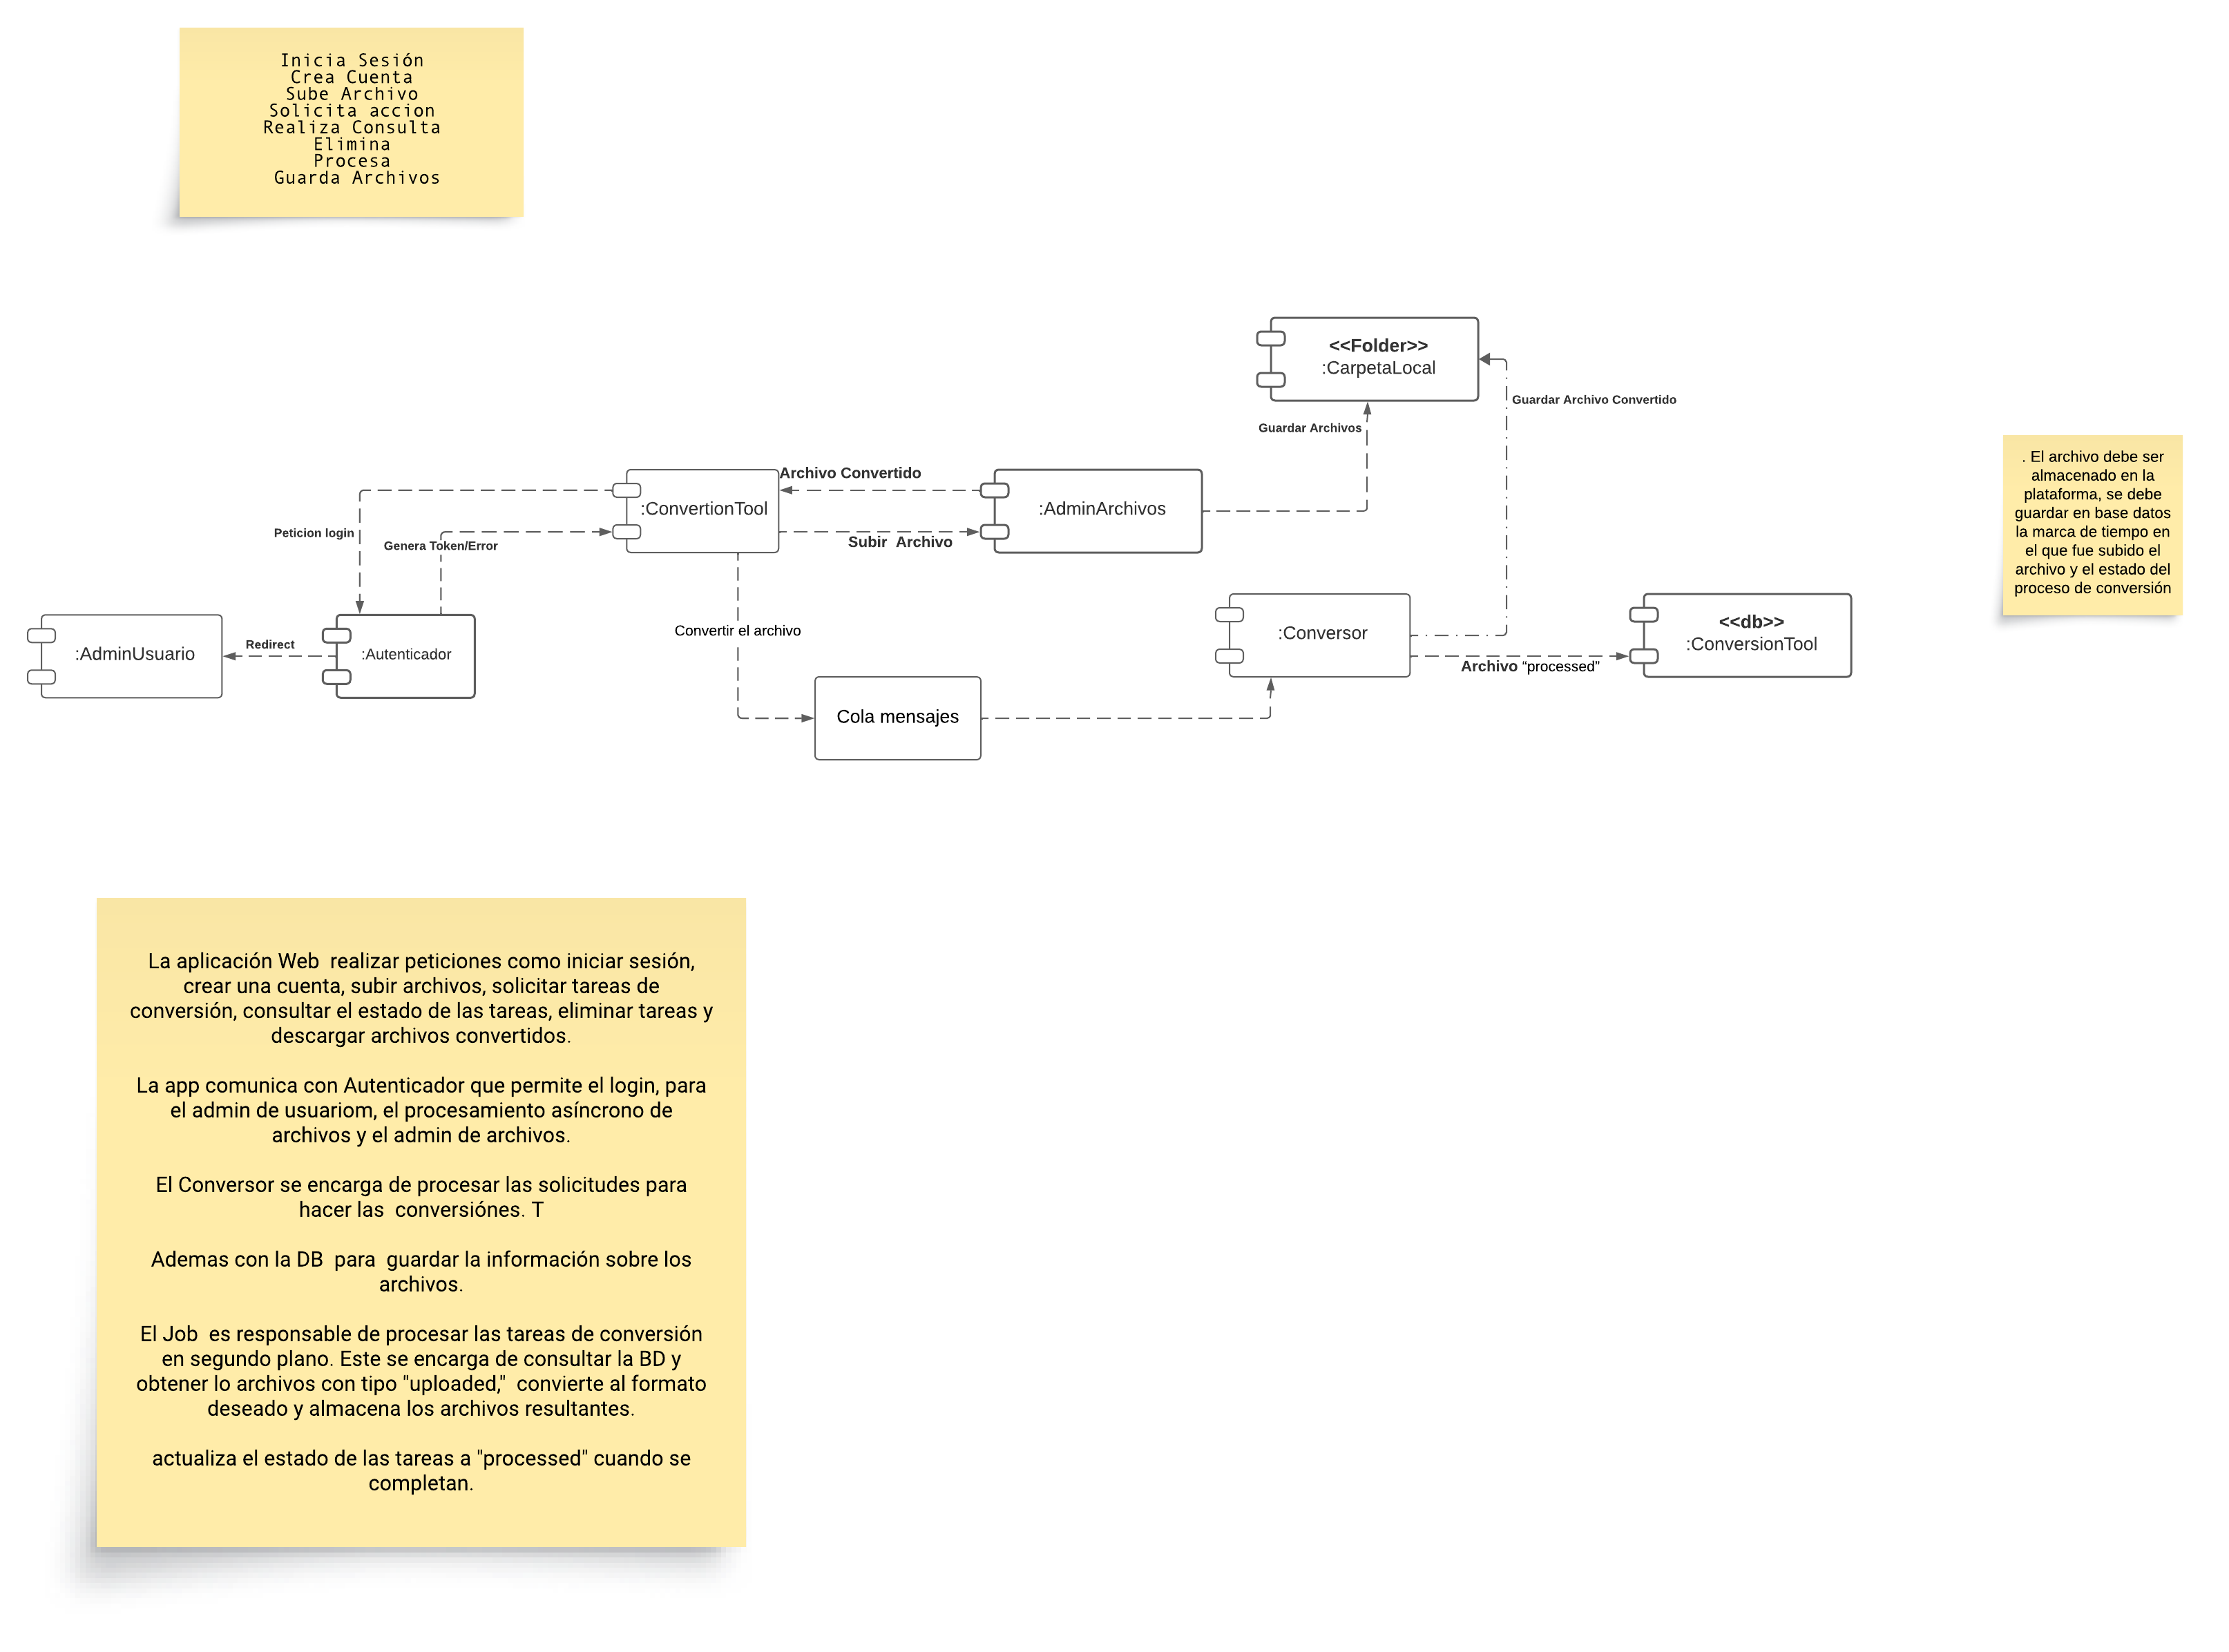 Inicia Sesión
Crea Cuenta
Sube Archivo
Solicita accion
Realiza Consulta
Elimina
Procesa
Guarda Archivos
<<Folder>>
:CarpetaLocal
Guardar Archivo Convertido
Guardar Archivos
Archivo Convertido
:ConvertionTool
:AdminArchivos
Subir  Archivo
Peticion login
Genera Token/Error
. El archivo debe ser
almacenado en la
plataforma, se debe
guardar en base datos
la marca de tiempo en
el que fue subido el
archivo y el estado del
proceso de conversión
Convertir el archivo
:Conversor
<<db>>
:ConversionTool
Archivo “processed”
Redirect
:AdminUsuario
:Autenticador
Cola mensajes
La aplicación Web  realizar peticiones como iniciar sesión,
crear una cuenta, subir archivos, solicitar tareas de
conversión, consultar el estado de las tareas, eliminar tareas y
descargar archivos convertidos.
La app comunica con Autenticador que permite el login, para
el admin de usuariom, el procesamiento asíncrono de
archivos y el admin de archivos.
El Conversor se encarga de procesar las solicitudes para
hacer las  conversiónes. T
Ademas con la DB  para  guardar la información sobre los
archivos.
El Job  es responsable de procesar las tareas de conversión
en segundo plano. Este se encarga de consultar la BD y
obtener lo archivos con tipo "uploaded,"  convierte al formato
deseado y almacena los archivos resultantes.
actualiza el estado de las tareas a "processed" cuando se
completan.